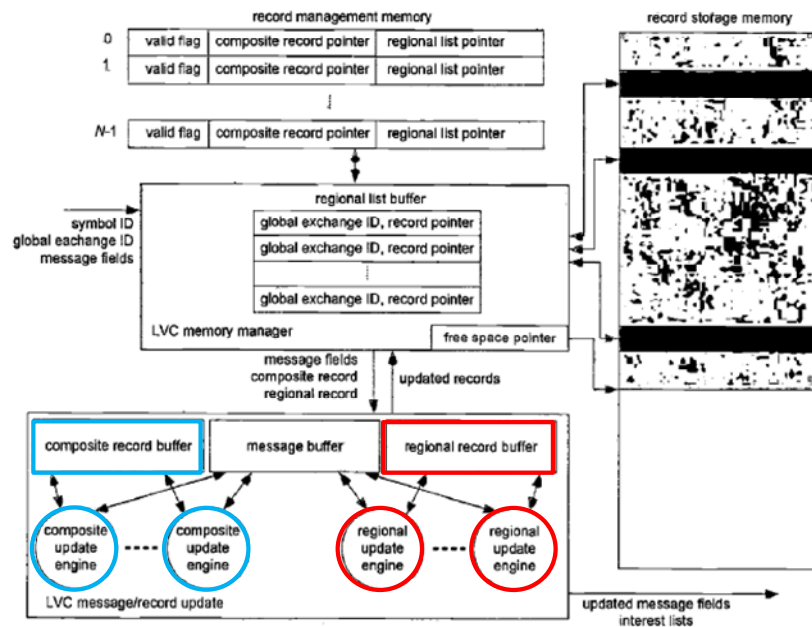 record management memory
record storage memory
0 valid flag composite record pointer regional list pointer
1 valid flag composite record pointer regional list pointer
N-1 valid flag composite record pointer regional list pointer
regional list buffer
symbol ID
global exchange ID
message fields
global exchange ID, record pointer
global exchange ID, record pointer
global exchange ID, record pointer
LVC memory manager
free space pointer
message fields
composite record
regional record
updated records
composite record buffer
message buffer
regional record buffer
composite
update
engine
composite
update
engine
regional
update
engine
regional
update
engine
LVC message/record update
updated message fields
interest lists